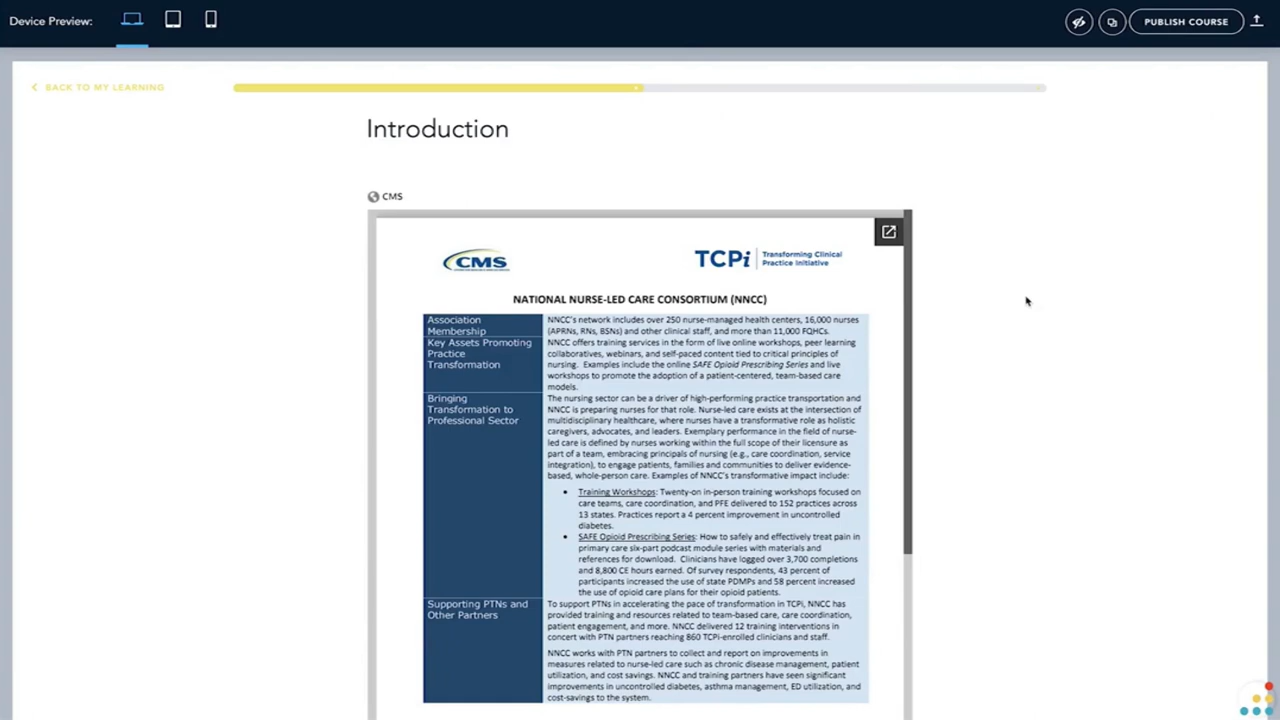 Device Preview:
PUBLISH COURSE
BACK TO MY LEARNING
Introduction
CMS
CMS
TCPi Transforming Clinical
Practice Initiative
NATIONAL NURSE-LED CARE CONSORTIUM (NNCC)
Association
Membership
NNCC's network includes over 250 nurse-managed health centers, 16,000 nurses
(APRNs, RNs, BSNs) and other clinical staff, and more than 11,000 FQHCs.
Key Assets Promoting
Practice
Transformation
NNCC offers training services in the form of live online workshops, peer learning
collaboratives, webinars, and self-paced content tied to critical principles of
nursing. Examples include the online SAFE Opioid Prescribing Series and live
workshops to promote the adoption of a patient-centered, team-based care
models.
Bringing
Transformation to
Professional Sector
The nursing sector can be a driver of high-performing practice transportation and
NNCC is preparing nurses for that role. Nurse-led care exists at the intersection of
multidisciplinary healthcare, where nurses have a transformative role as holistic
caregivers, advocates, and leaders. Exemplary performance in the field of nurse-
led care is defined by nurses working within the full scope of their licensure as
part of a team, embracing principals of nursing (e.g., care coordination, service
integration), to engage patients, families and communities to deliver evidence-
based, whole-person care. Examples of NNCC's transformative impact include:
• Training Workshops: Twenty-on in-person training workshops focused on
care teams, care coordination, and PFE delivered to 152 practices across
13 states. Practices report a 4 percent improvement in uncontrolled
diabetes.
• SAFE Opioid Prescribing Series: How to safely and effectively treat pain in
primary care six-part podcast module series with materials and
references for download. Clinicians have logged over 3,700 completions
and 8,800 CE hours earned. Of survey respondents, 43 percent of
participants increased the use of state PDMPs and 58 percent increased
the use of opioid care plans for their opioid patients.
Supporting PTNs and
Other Partners
To support PTNs in accelerating the pace of transformation in TCPi, NNCC has
provided training and resources related to team-based care, care coordination,
patient engagement, and more. NNCC delivered 12 training interventions in
concert with PTN partners reaching 860 TCPi-enrolled clinicians and staff.
NNCC works with PTN partners to collect and report on improvements in
measures related to nurse-led care such as chronic disease management, patient
utilization, and cost savings. NNCC and training partners have seen significant
improvements in uncontrolled diabetes, asthma management, ED utilization, and
cost-savings to the system.